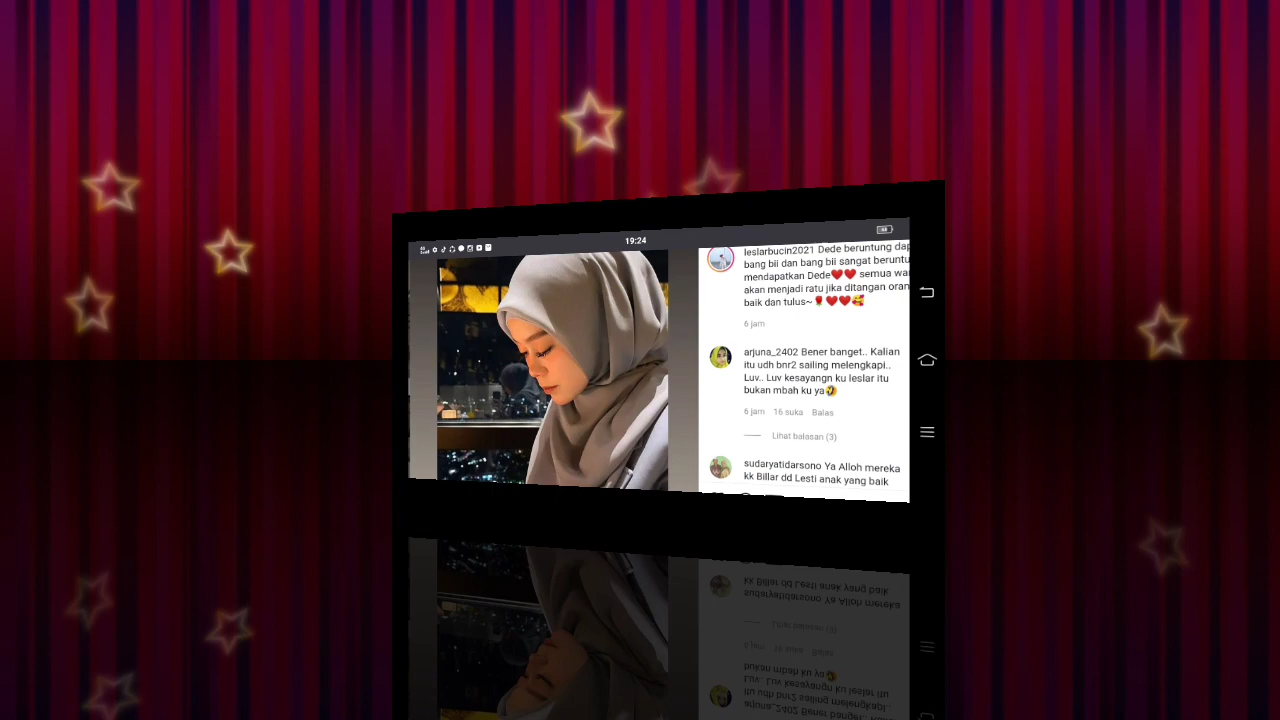 19:24
leslarbucin2021 Dede beruntung dap
bang bii dan bang bii sangat beruntu
mendapatkan Dede❤️❤️ semua wa
akan menjadi ratu jika ditangan oran
baik dan tulus~🌹❤️❤️🥰
6 jam
arjuna_2402 Bener banget.. Kalian
itu udh bnr2 sailing melengkapi..
Luv.. Luv kesayangn ku leslar itu
bukan mbah ku ya🤣
6 jam 16 suka Balas
Lihat balasan (3)
sudaryatidarsono Ya Alloh mereka
kk Billar dd Lesti anak yang baik